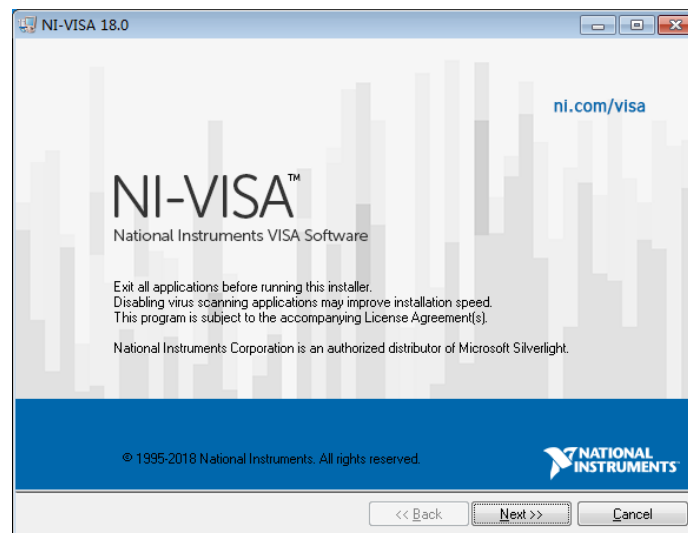 NI-VISA 18.0
ni.com/visa
NI-VISA™
National Instruments VISA Software
Exit all applications before running this installer.
Disabling virus scanning applications may improve installation speed.
This program is subject to the accompanying License Agreement(s).
National Instruments Corporation is an authorized distributor of Microsoft Silverlight.
© 1995-2018 National Instruments. All rights reserved.
NATIONAL
INSTRUMENTS™
<< Back Next >> Cancel